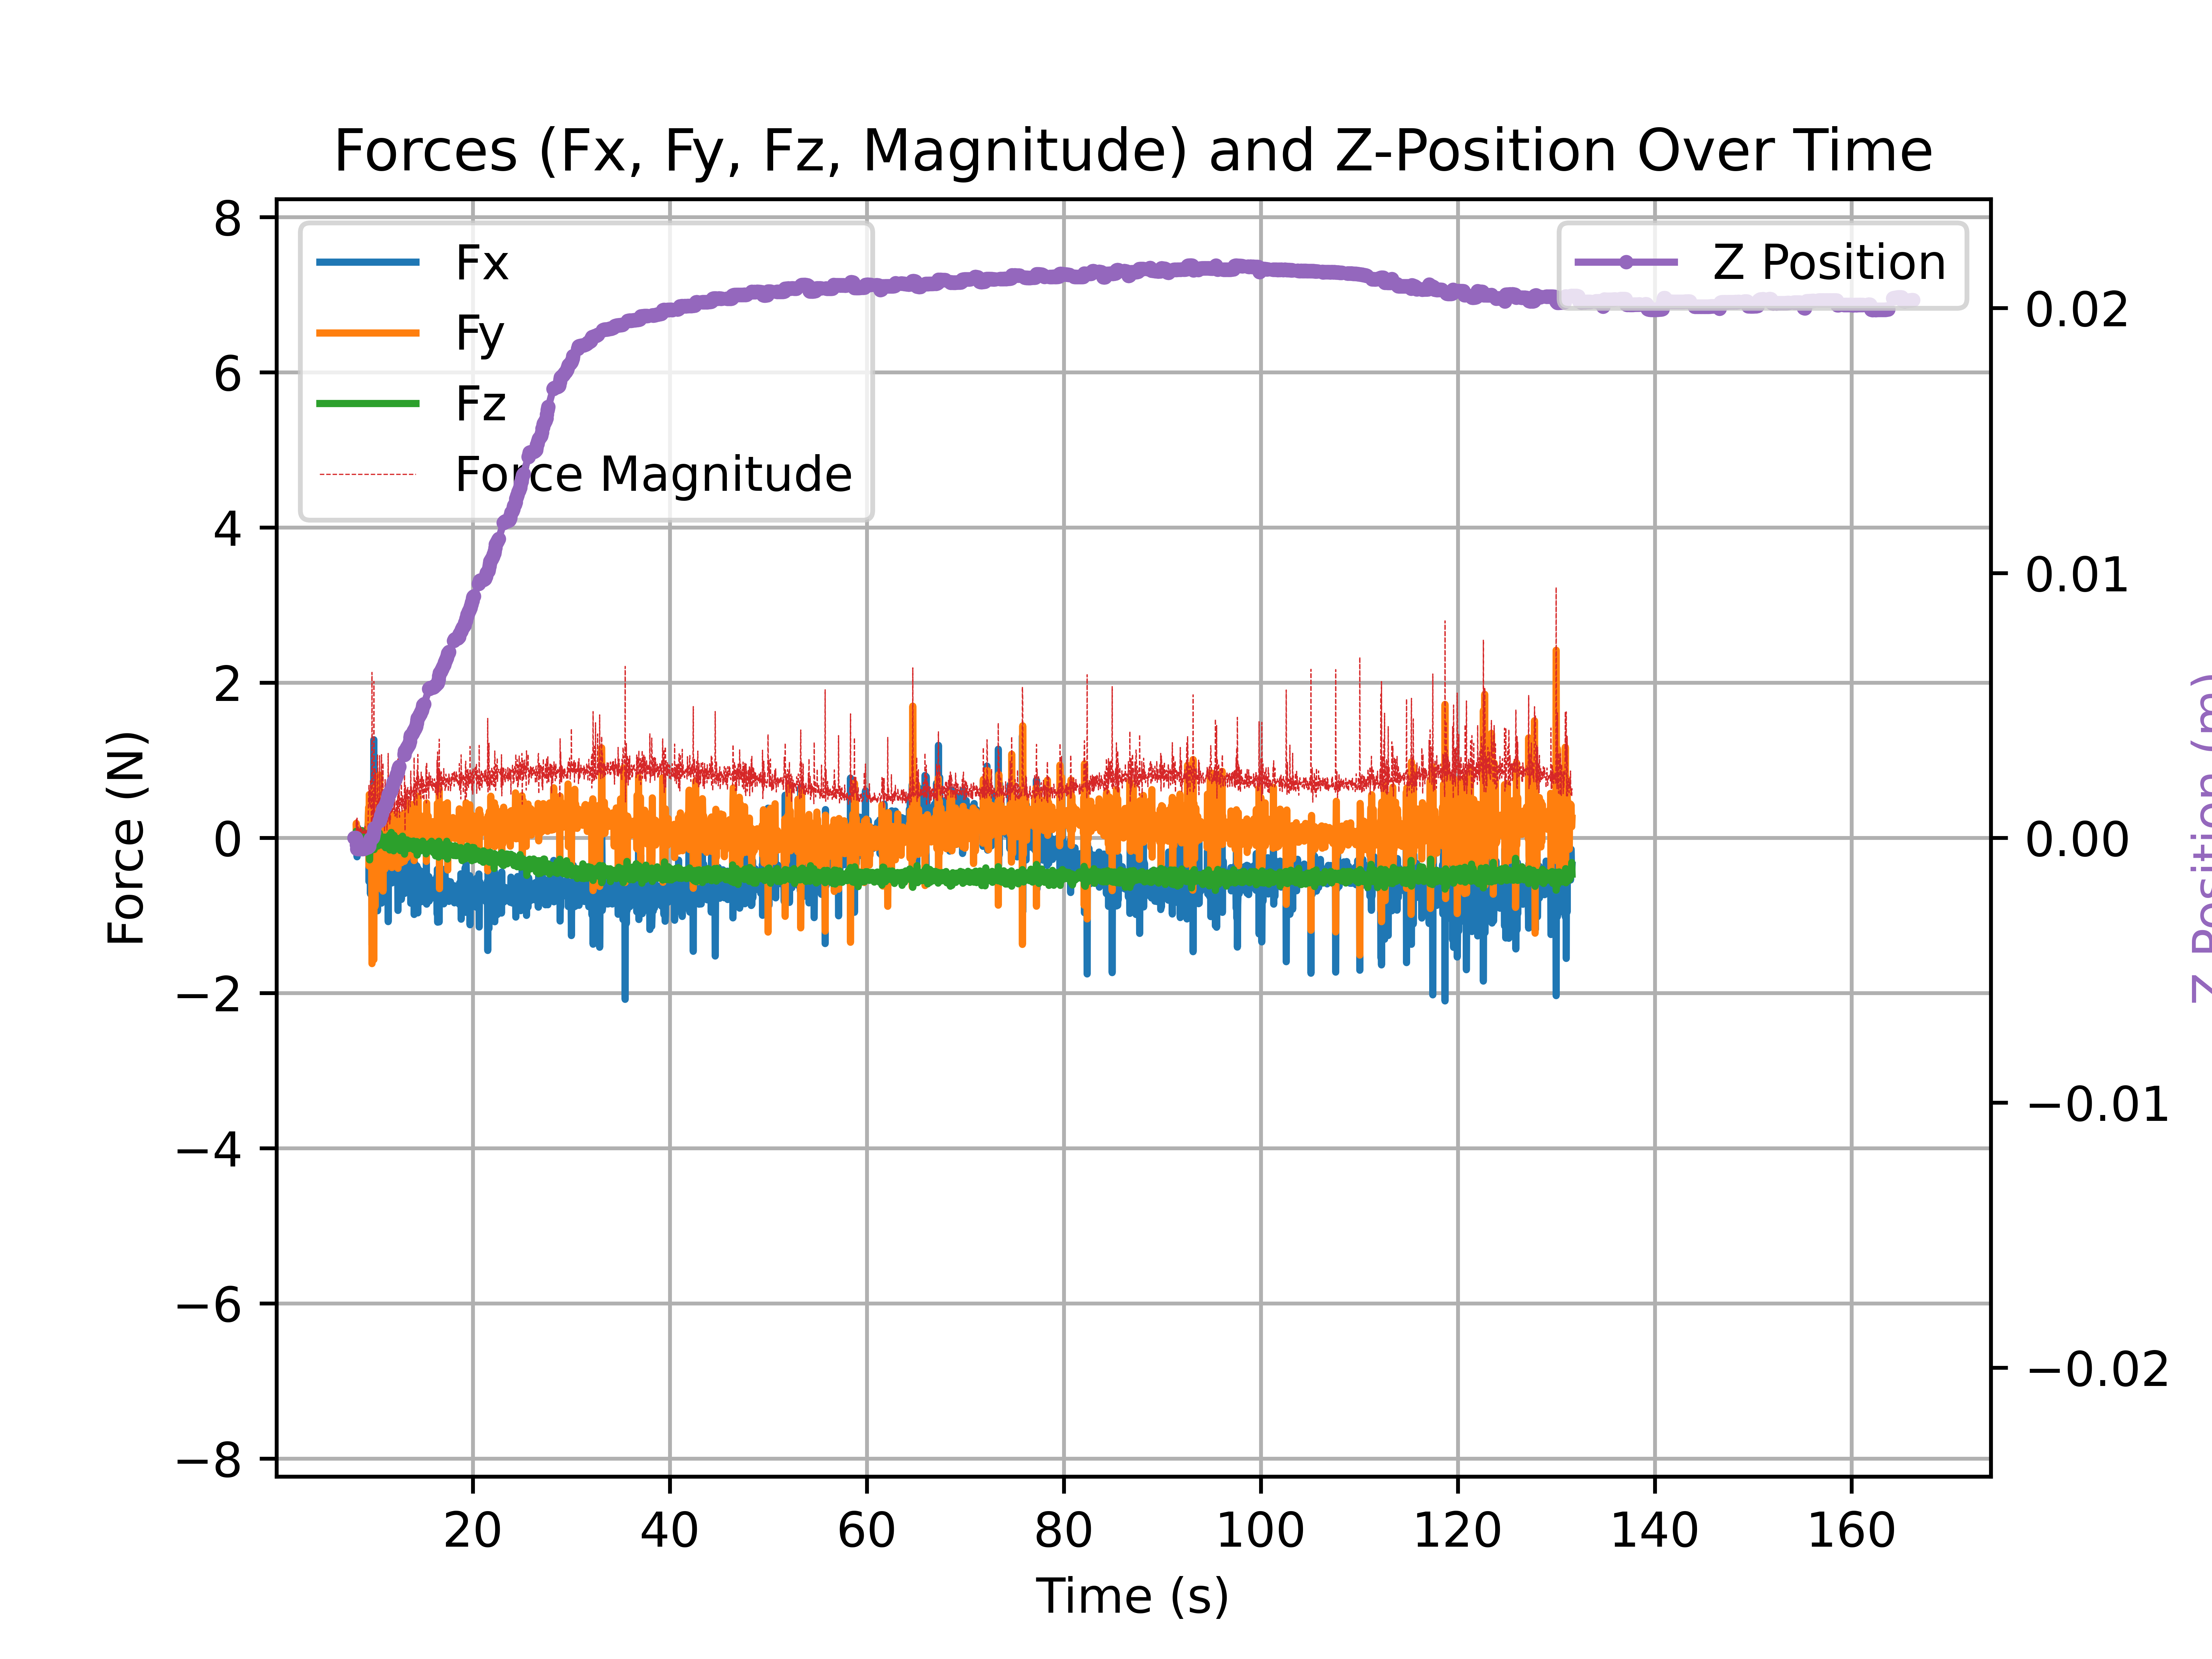 Forces (Fx, Fy, Fz, Magnitude) and Z-Position Over Time
Fx
Fy
Fz
Force Magnitude
Z Position
8
6
4
2
0
−2
−4
−6
−8
Force (N)
0.02
0.01
0.00
−0.01
−0.02
Z Position (m)
20 40 60 80 100 120 140 160
Time (s)